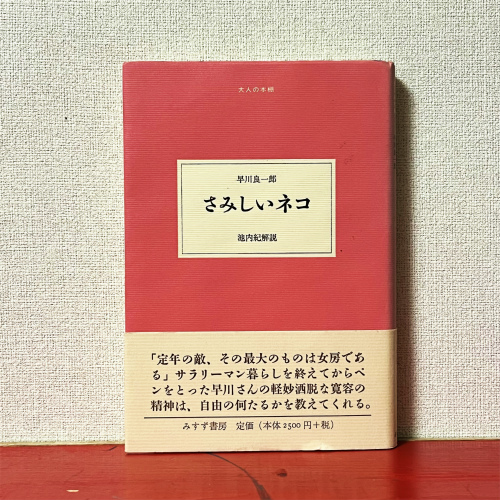 大人の本棚
早川良一郎
さみしいネコ
池内紀解説
「定年の敵、その最大のものは女房であ
る」サラリーマン暮らしを終えてからペ
ンをとった早川さんの軽妙洒脱な寛容の
精神は、自由の何たるかを教えてくれる。
みすず書房 定価（本体2500円＋税）